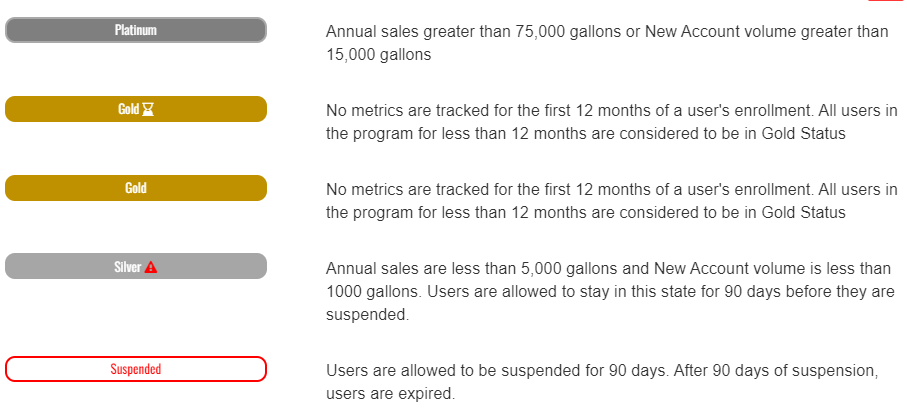 Platinum
Annual sales greater than 75,000 gallons or New Account volume greater than
15,000 gallons
Gold
No metrics are tracked for the first 12 months of a user's enrollment. All users in
the program for less than 12 months are considered to be in Gold Status
Gold
No metrics are tracked for the first 12 months of a user's enrollment. All users in
the program for less than 12 months are considered to be in Gold Status
Silver
Annual sales are less than 5,000 gallons and New Account volume is less than
1000 gallons. Users are allowed to stay in this state for 90 days before they are
suspended.
Suspended
Users are allowed to be suspended for 90 days. After 90 days of suspension,
users are expired.